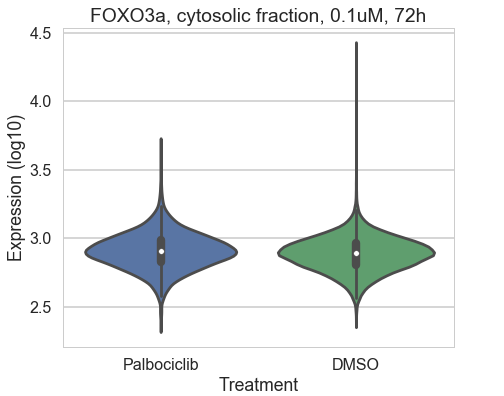 FOXO3a, cytosolic fraction, 0.1uM, 72h
4.5
4.0
3.5
3.0
2.5
Expression (log10)
Palbociclib DMSO
Treatment